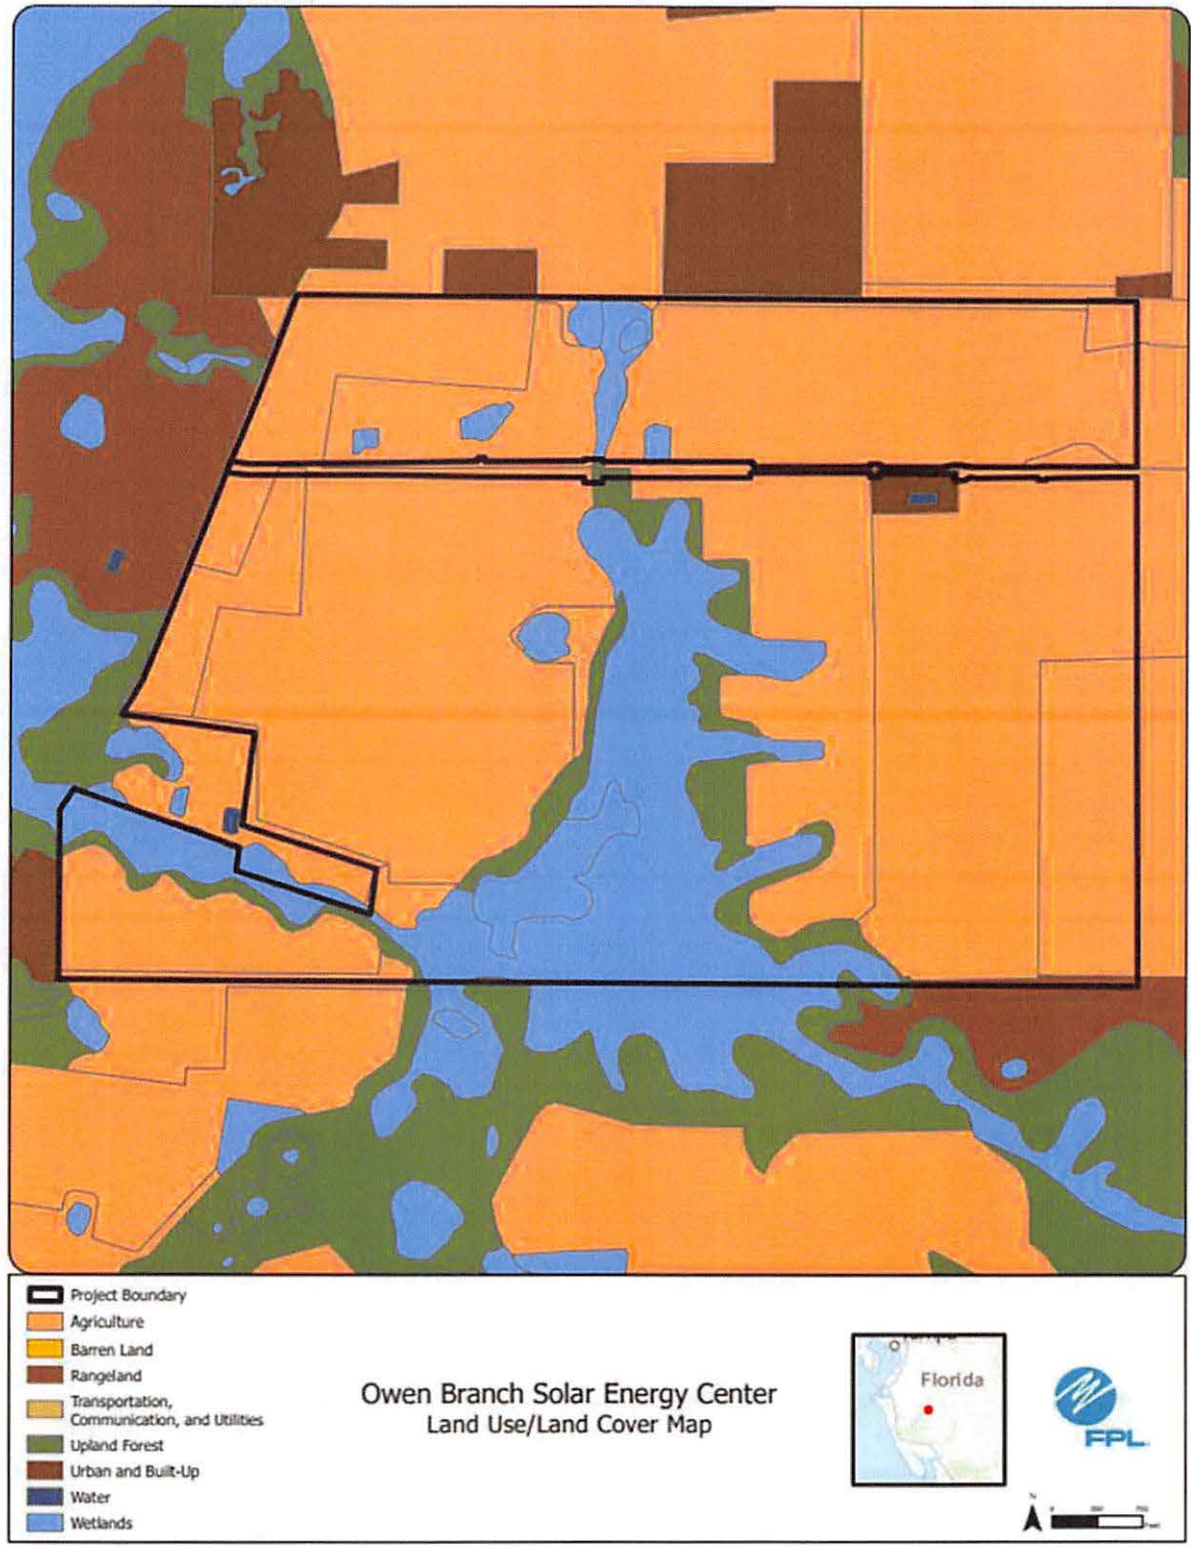 Project Boundary
Agriculture
Barren Land
Rangeland
Transportation,
Communication, and Utilities
Upland Forest
Urban and Built-Up
Water
Wetlands
Owen Branch Solar Energy Center
Land Use/Land Cover Map
Florida
FPL
N
0